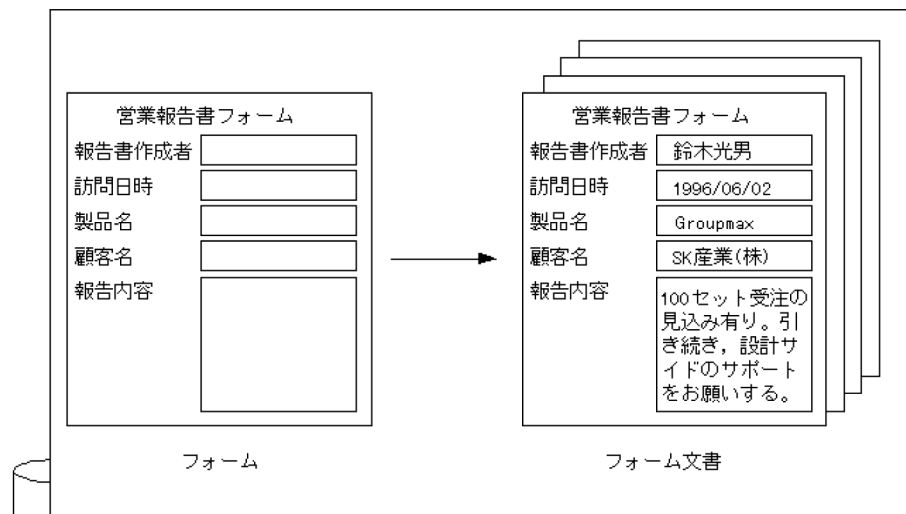 営業報告書フォーム
報告書作成者
訪問日時
製品名
顧客名
報告内容
フォーム
営業報告書フォーム
報告書作成者 鈴木光男
訪問日時 1996/06/02
製品名 Groupmax
顧客名 SK産業(株)
報告内容 100セット受注の
見込み有り。引
き続き，設計サ
イドのサポート
をお願いする。
フォーム文書